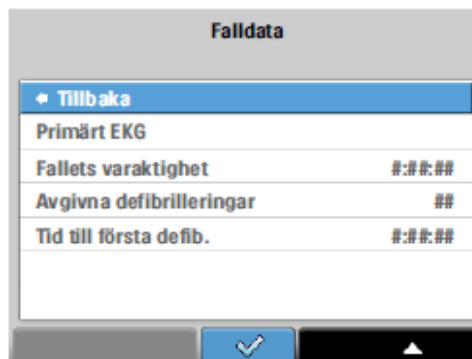 Falldata
Tillbaka
Primärt EKG
Fallets varaktighet #:##:##
Avgivna defibrilleringar ##
Tid till första defib. #:##:##